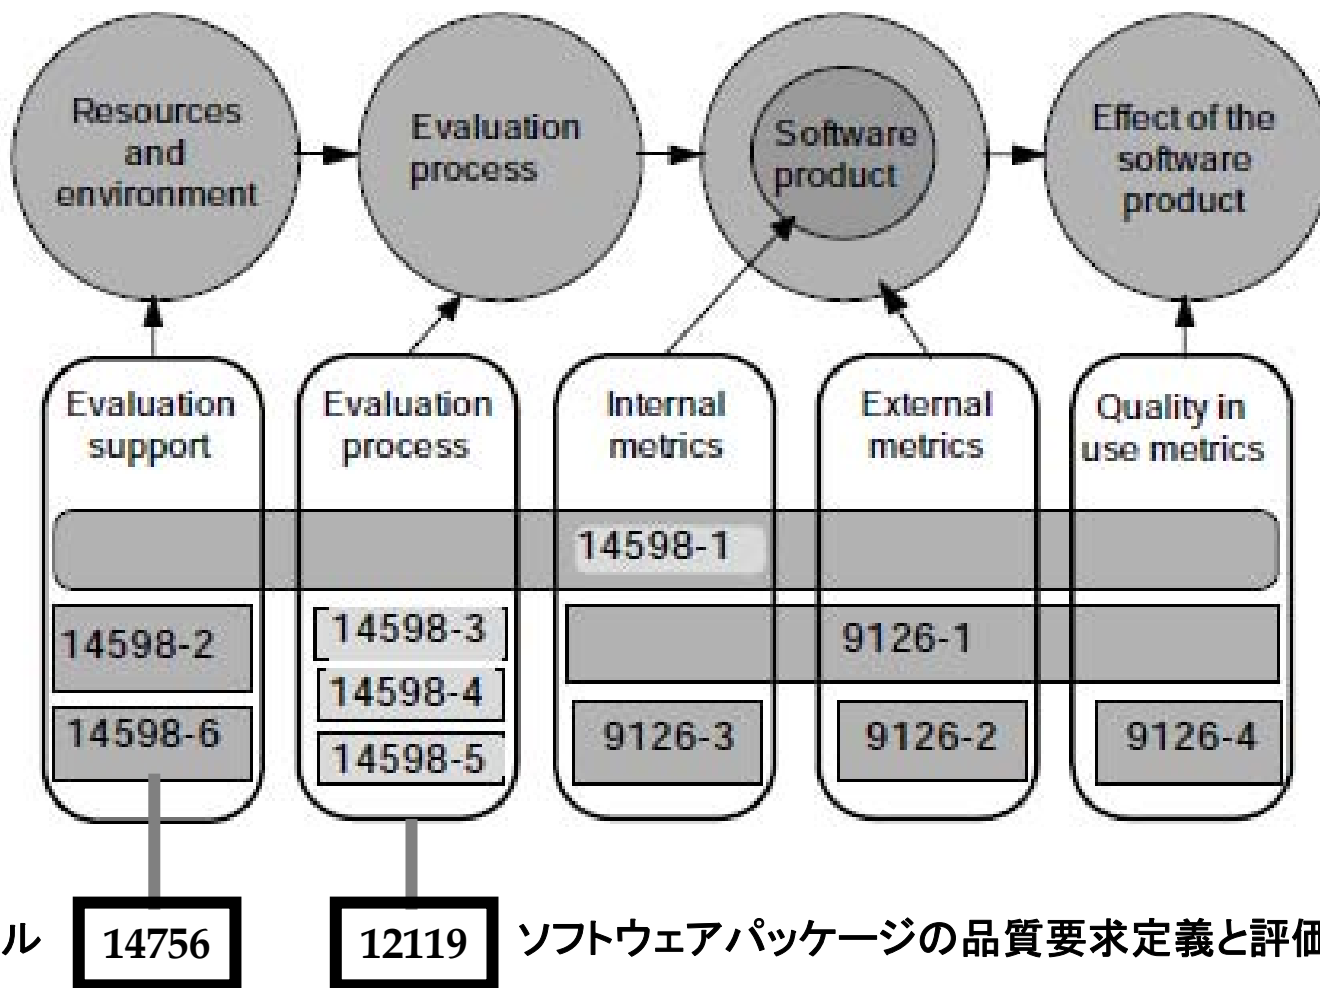 Resources
and
environment
Evaluation
process
Software
product
Effect of the
software
product
Evaluation
support
Evaluation
process
Internal
metrics
External
metrics
Quality in
use metrics
14598-1
14598-2
14598-6
14598-3
14598-4
14598-5
9126-1
9126-3
9126-2
9126-4
ル
14756
12119
ソフトウェアパッケージの品質要求定義と評価